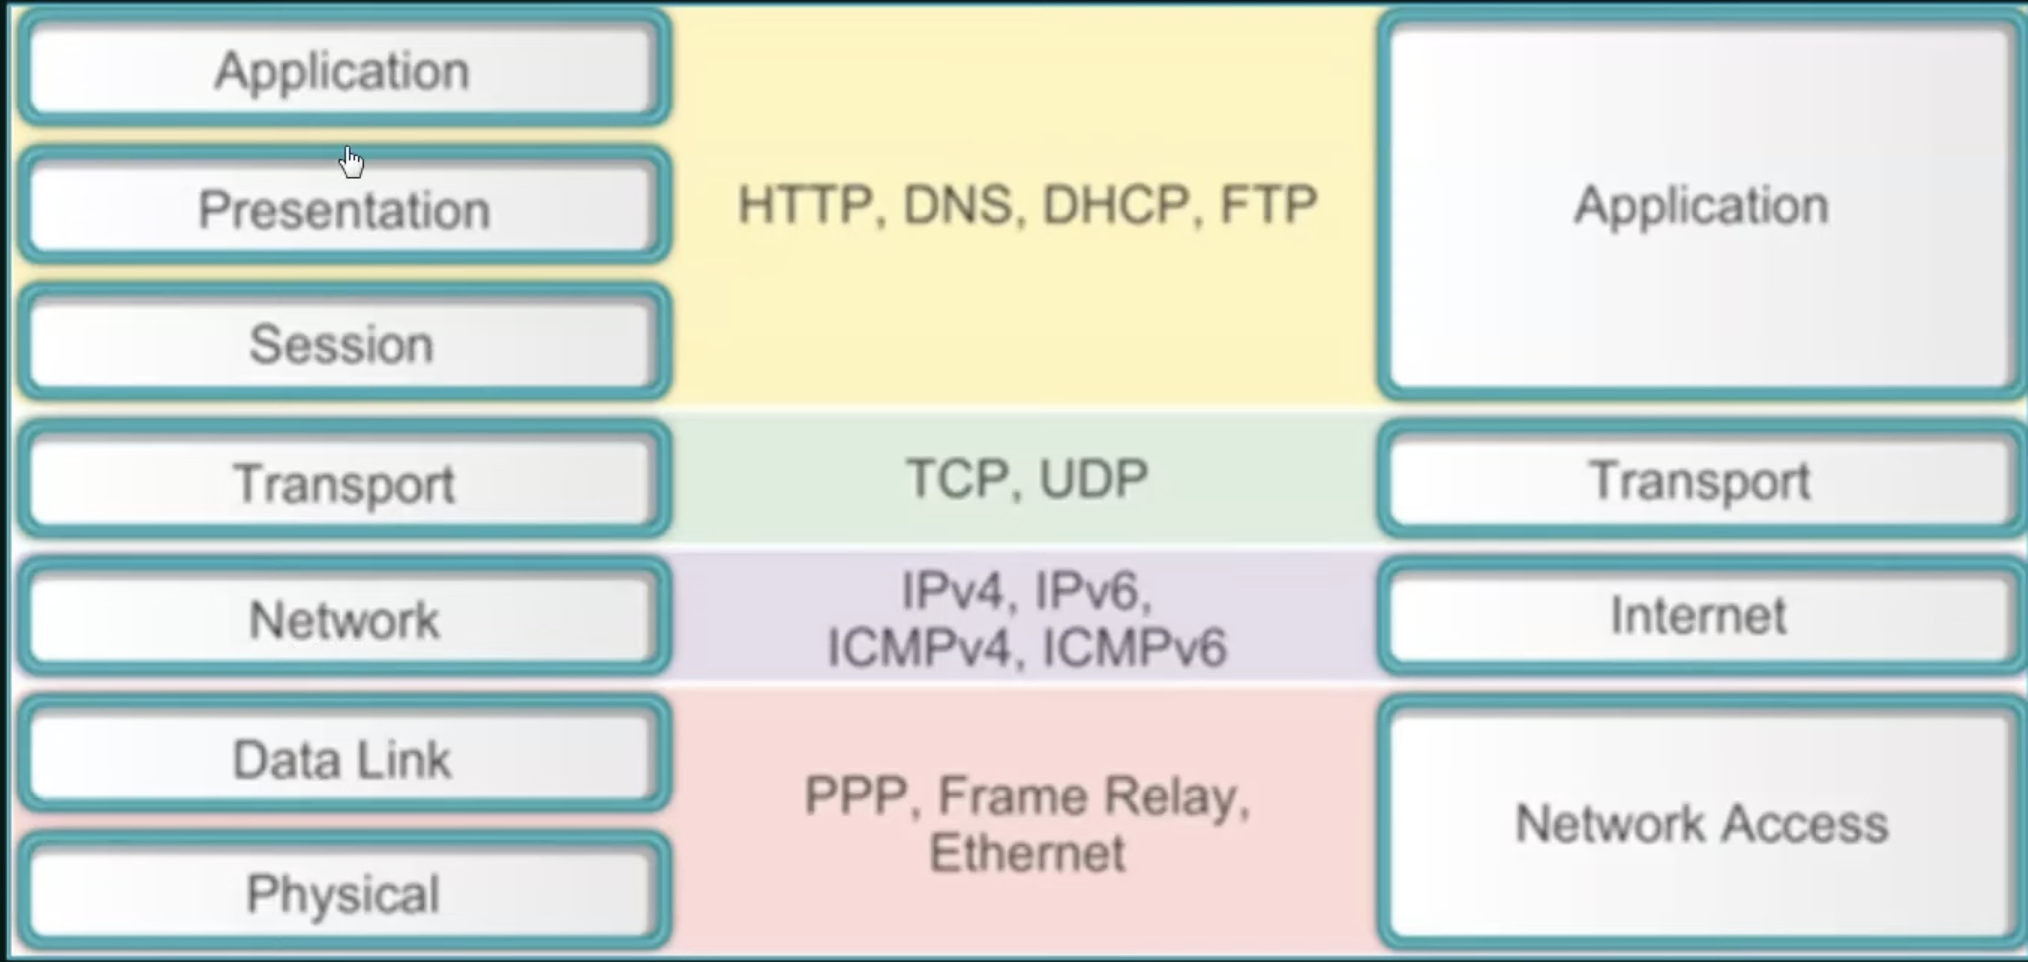 Application
Presentation
HTTP, DNS, DHCP, FTP
Application
Session
Transport
TCP, UDP
Transport
Network
IPv4, IPv6,
ICMPv4, ICMPv6
Internet
Data Link
PPP, Frame Relay,
Ethernet
Network Access
Physical